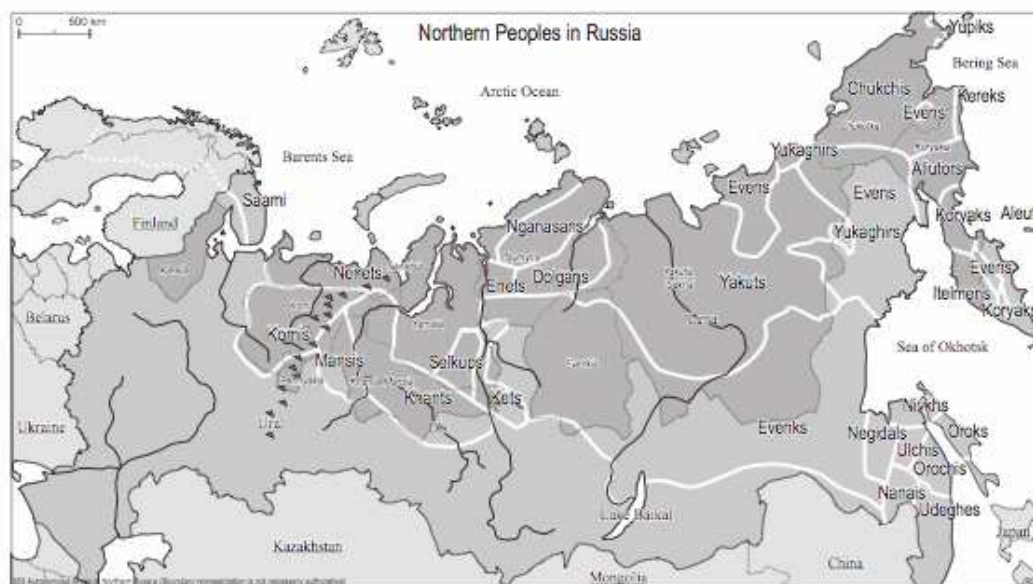 0 500 km
Northern Peoples in Russia
Yupiks
Bering Sea
Arctic Ocean
Chukchis
Kereks
Evens
Barents Sea
Yukaghirs
Alutors
Evens
Evens
Saami
Nganasans
Koryaks
Aleut
Finland
Yukaghirs
Nenets
Enets
Dolgans
Yakuts
Evens
Itelmens
Koryaks
Belarus
Komis
Mansis
Selkups
Sea of Okhotsk
Khants
Kets
Ural
Ob
Evenks
Nivkhs
Ukraine
Negidals
Oroks
Ulchis
Orochis
Nanais
Lake Baikal
Udeghes
Kazakhstan
China
Japan
Mongolia